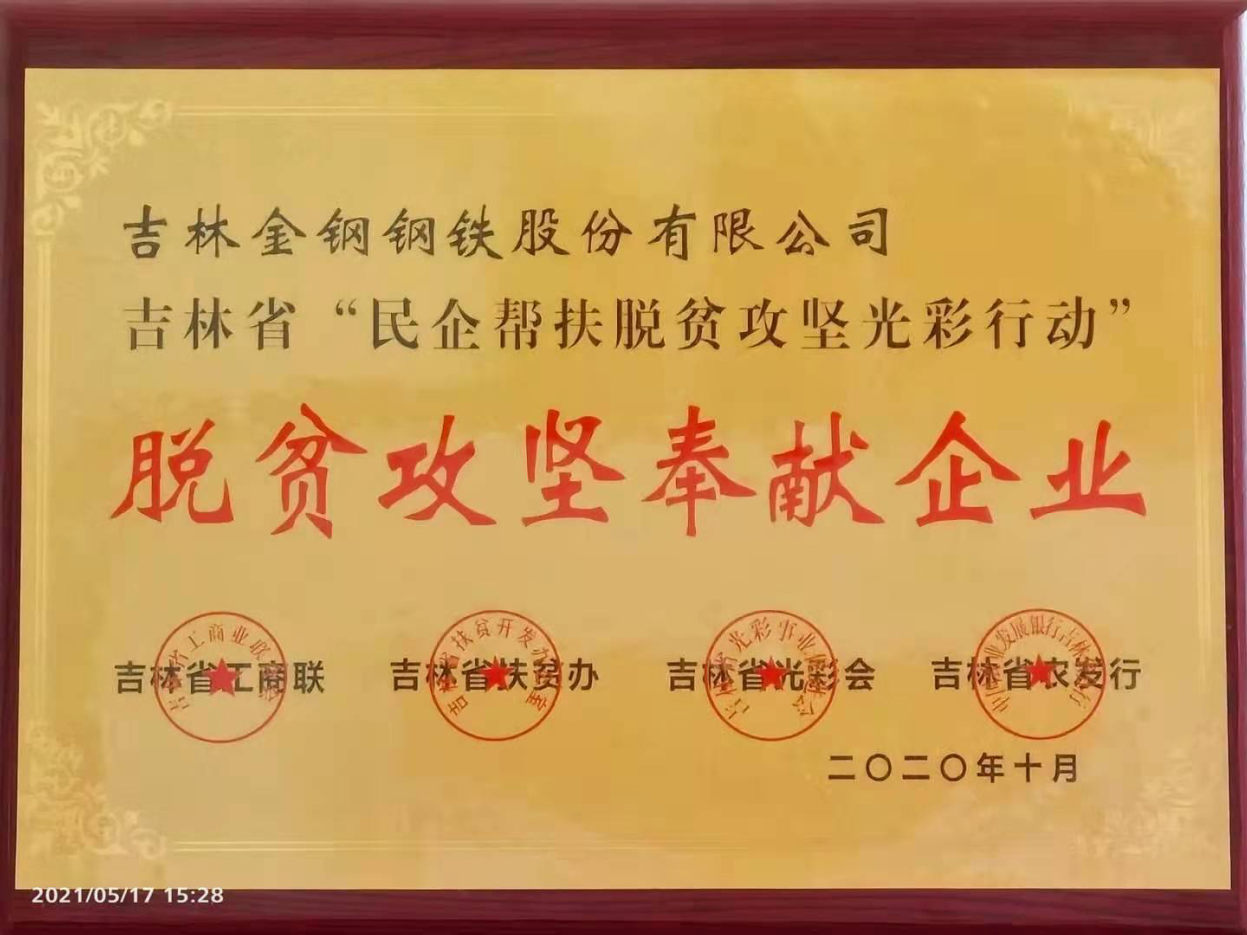 吉林金钢钢铁股份有限公司
吉林省“民企帮扶脱贫攻坚光彩行动”
脱贫攻坚奉献企业
吉林省工商联 吉林省扶贫办 吉林省光彩会 吉林省农发行
二〇二〇年十月
2021/05/17 15:28